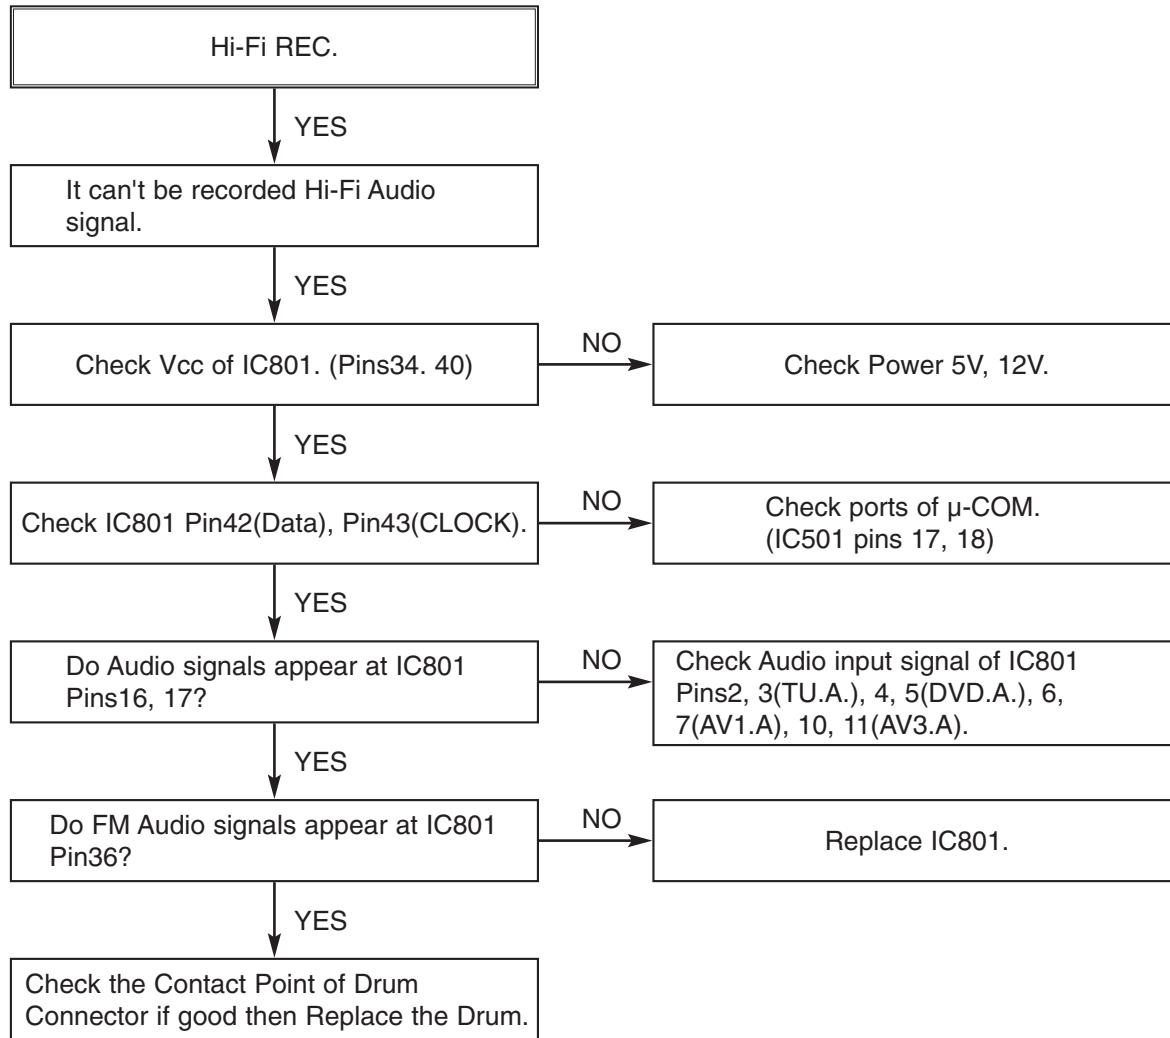 Hi-Fi REC.
YES
It can't be recorded Hi-Fi Audio
signal.
YES
Check Vcc of IC801. (Pins34. 40)
NO
Check Power 5V, 12V.
YES
Check IC801 Pin42(Data), Pin43(CLOCK).
NO
Check ports of µ-COM.
(IC501 pins 17, 18)
YES
Do Audio signals appear at IC801
Pins16, 17?
NO
Check Audio input signal of IC801
Pins2, 3(TU.A.), 4, 5(DVD.A.), 6,
7(AV1.A), 10, 11(AV3.A).
YES
Do FM Audio signals appear at IC801
Pin36?
NO
Replace IC801.
YES
Check the Contact Point of Drum
Connector if good then Replace the Drum.